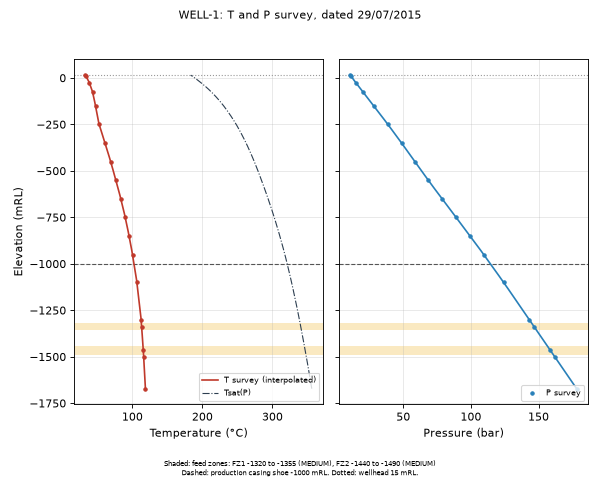 WELL-1: T and P survey, dated 29/07/2015
0
−250
−500
−750
−1000
−1250
−1500
−1750
Elevation (mRL)
100
200
300
Temperature (°C)
T survey (interpolated)
Tsat(P)
50
100
150
Pressure (bar)
P survey
Shaded: feed zones: FZ1 -1320 to -1355 (MEDIUM), FZ2 -1440 to -1490 (MEDIUM)
Dashed: production casing shoe -1000 mRL. Dotted: wellhead 15 mRL.